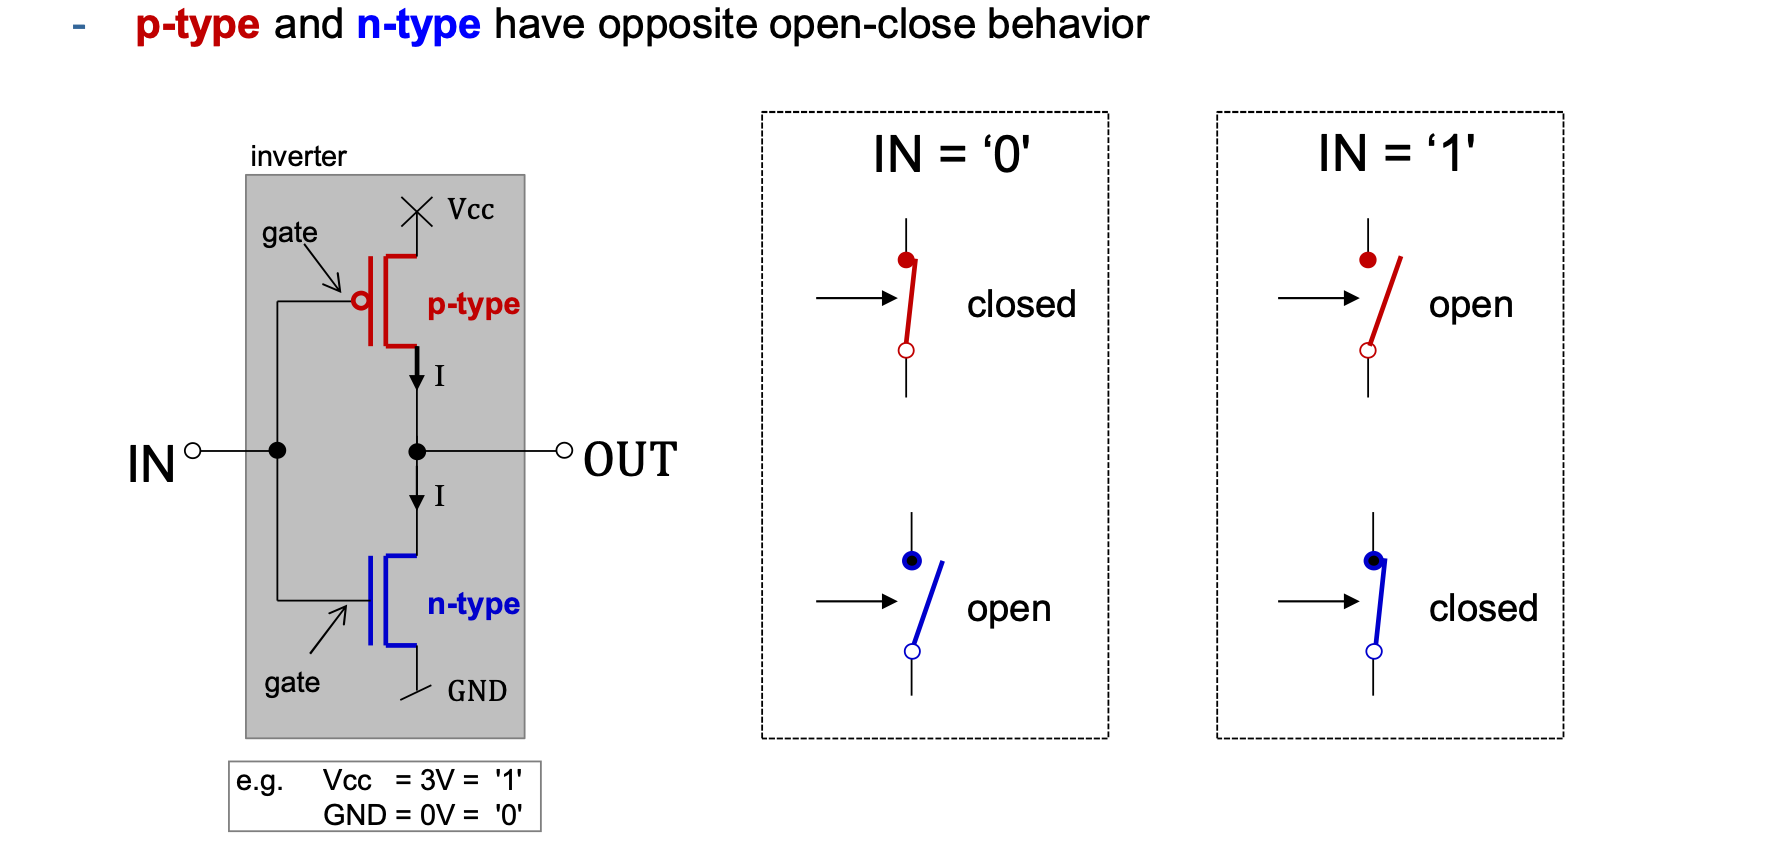 - p-type and n-type have opposite open-close behavior
inverter
Vcc
gate
p-type
I
IN
OUT
I
n-type
gate
GND
e.g. Vcc = 3V = '1'
GND = 0V = '0'
IN = ‘0'
closed
open
IN = ‘1'
open
closed